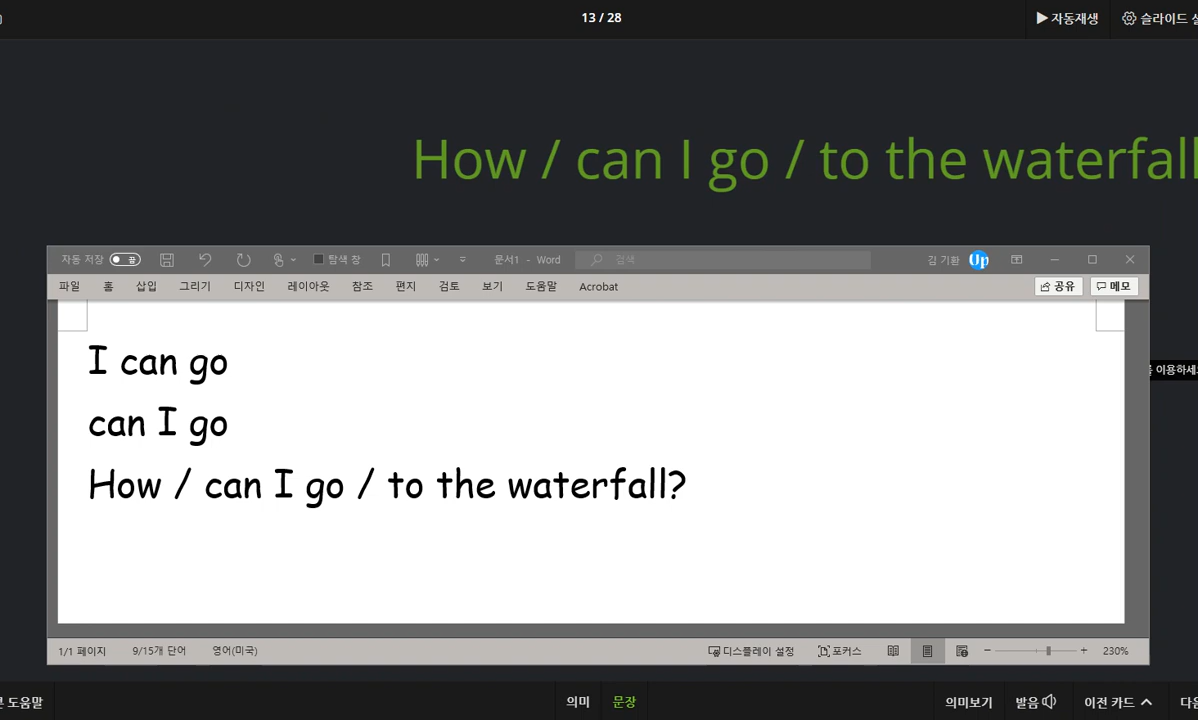 13 / 28
▶ 자동재생
슬라이드
How / can I go / to the waterfall
자동 저장 끔
탐색 창
문서1 - Word
검색
김 기환
Up
파일 홈 삽입 그리기 디자인 레이아웃 참조 편지 검토 보기 도움말 Acrobat
공유 메모
I can go
can I go
How / can I go / to the waterfall?
이용하세
1/1 페이지 9/15개 단어 영어(미국)
디스플레이 설정 포커스
- + 230%
도움말
의미 문장
의미보기 발음 이전 카드